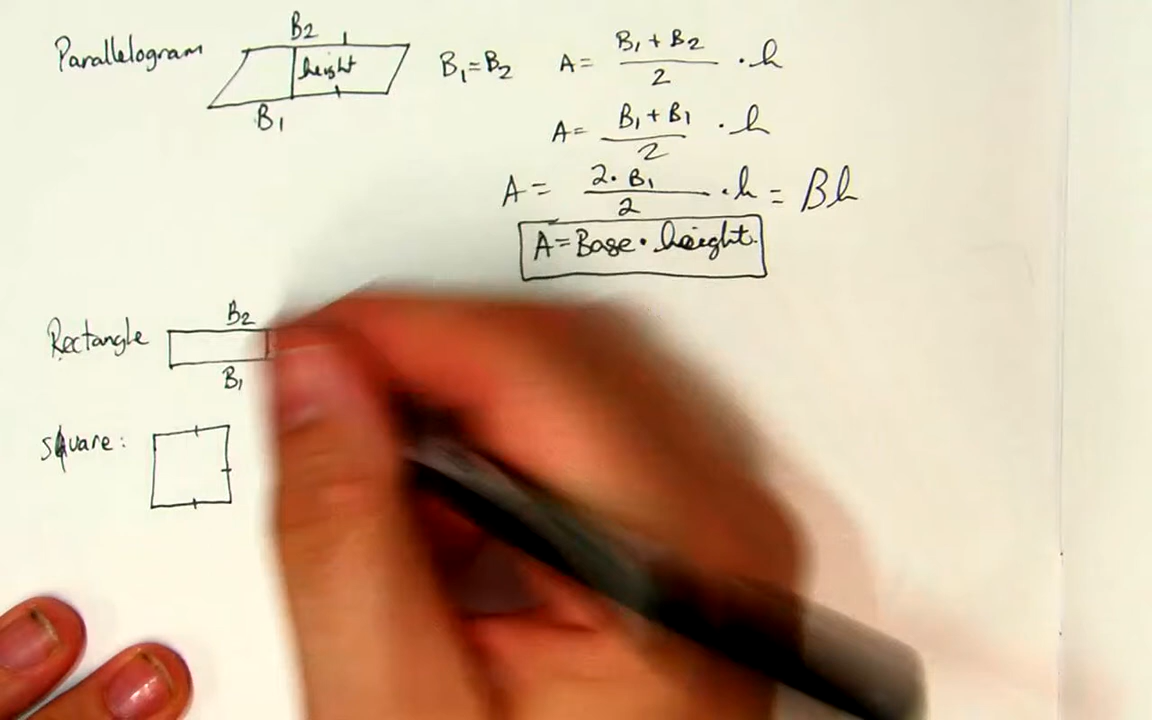 Parallelogram
B2
height
B1
B1=B2
A= B1+B2/2 · h
A= B1+B1/2 · h
A= 2·B1/2 · h = Bh
A=Base·height.
Rectangle
B2
B1
square: